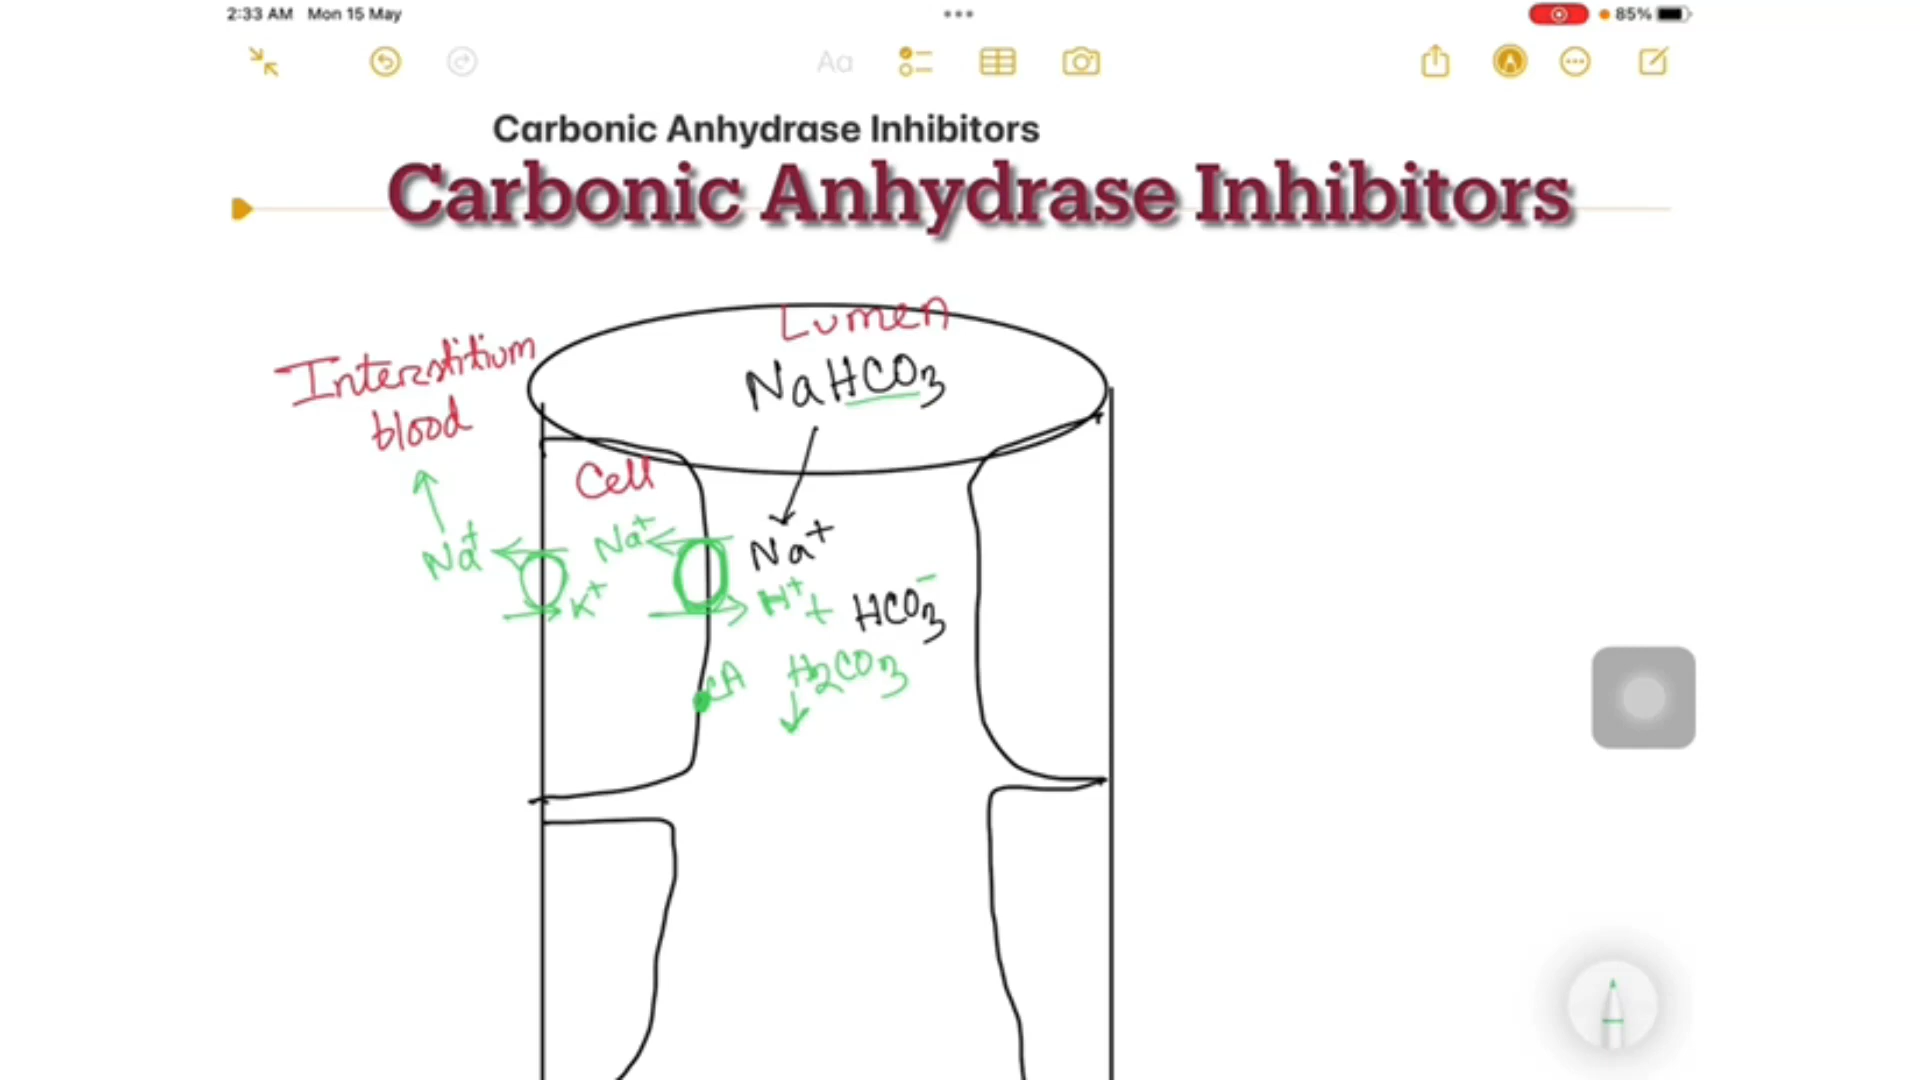 2:33 AM Mon 15 May
85%
Aa
Carbonic Anhydrase Inhibitors
Carbonic Anhydrase Inhibitors
Lumen
NaHCO3
Interstitium
blood
Cell
Na+ Na+ Na+
K+ H+ + HCO3-
CA H2CO3